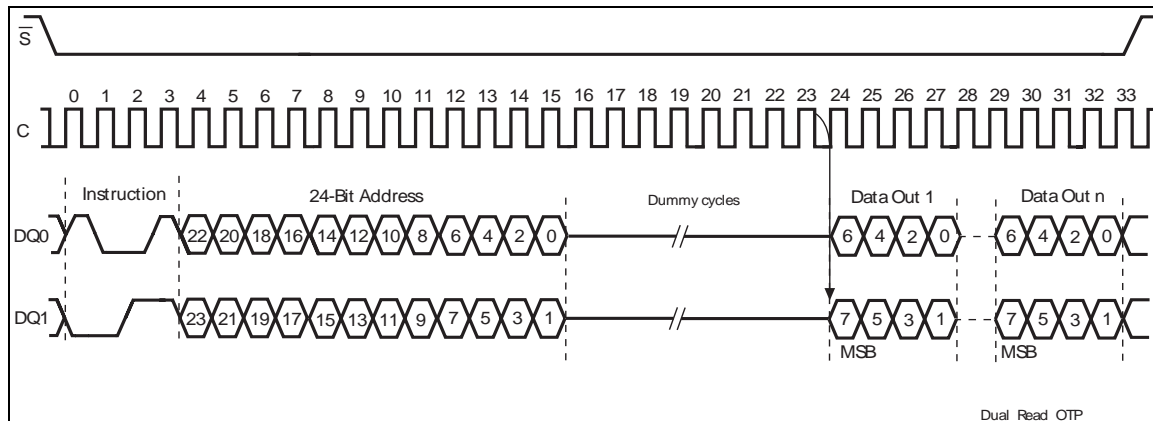 S
0 1 2 3 4 5 6 7 8 9 10 11 12 13 14 15 16 17 18 19 20 21 22 23 24 25 26 27 28 29 30 31 32 33
C
Instruction 24-Bit Address Dummy cycles Data Out 1 Data Out n
DQ0 22 20 18 16 14 12 10 8 6 4 2 0 6 4 2 0 6 4 2 0
DQ1 23 21 19 17 15 13 11 9 7 5 3 1 7 5 3 1 7 5 3 1
MSB MSB
Dual_Read_OTP